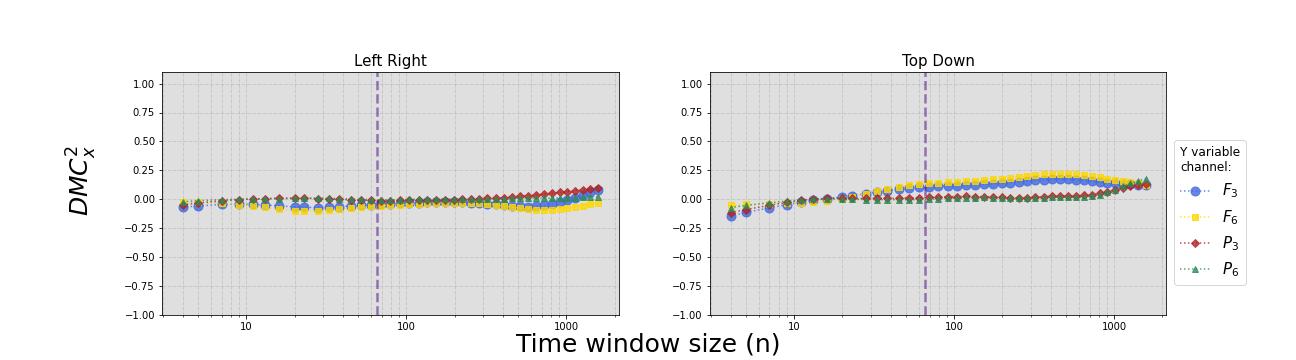 Left Right
Top Down
DMC²ₓ
1.00
0.75
0.50
0.25
0.00
−0.25
−0.50
−0.75
−1.00
10 100 1000
1.00
0.75
0.50
0.25
0.00
−0.25
−0.50
−0.75
−1.00
10 100 1000
Time window size (n)
Y variable
channel:
F₃
F₆
P₃
P₆